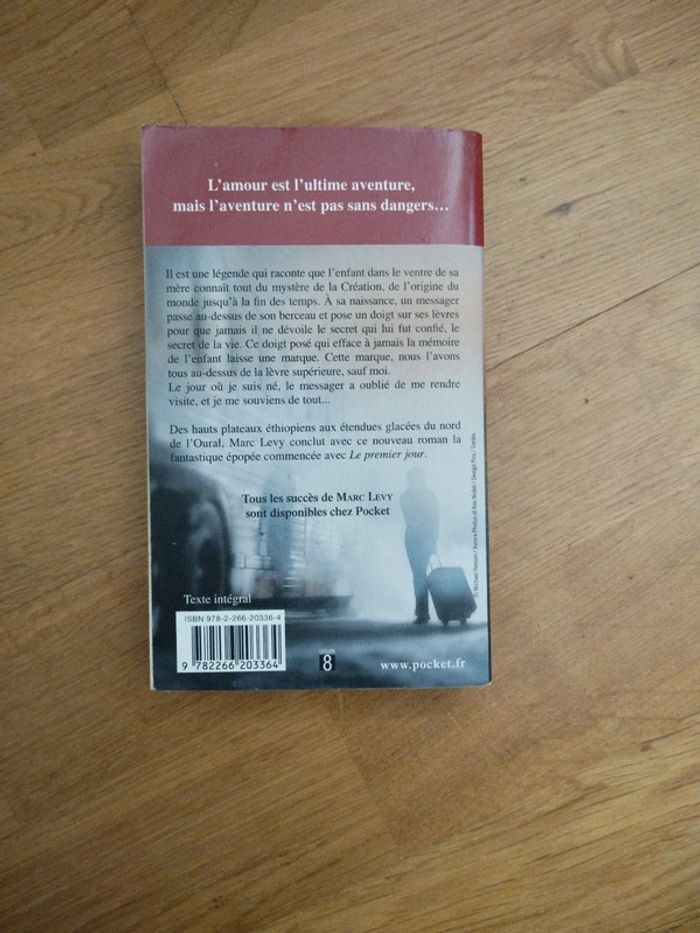 L'amour est l'ultime aventure,
mais l'aventure n'est pas sans dangers…
Il est une légende qui raconte que l'enfant dans le ventre de sa
mère connaît tout du mystère de la Création, de l'origine du
monde jusqu'à la fin des temps. À sa naissance, un messager
passe au-dessus de son berceau et pose un doigt sur ses lèvres
pour que jamais il ne dévoile le secret qui lui fut confié, le
secret de la vie. Ce doigt posé qui efface à jamais la mémoire
de l'enfant laisse une marque. Cette marque, nous l'avons
tous au-dessus de la lèvre supérieure, sauf moi.
Le jour où je suis né, le messager a oublié de me rendre
visite, et je me souviens de tout...
Des hauts plateaux éthiopiens aux étendues glacées du nord
de l'Oural, Marc Levy conclut avec ce nouveau roman la
fantastique épopée commencée avec Le premier jour.
Tous les succès de MARC LEVY
sont disponibles chez Pocket
Texte intégral
ISBN 978-2-266-20336-4
9 782266 203364
8
www.pocket.fr